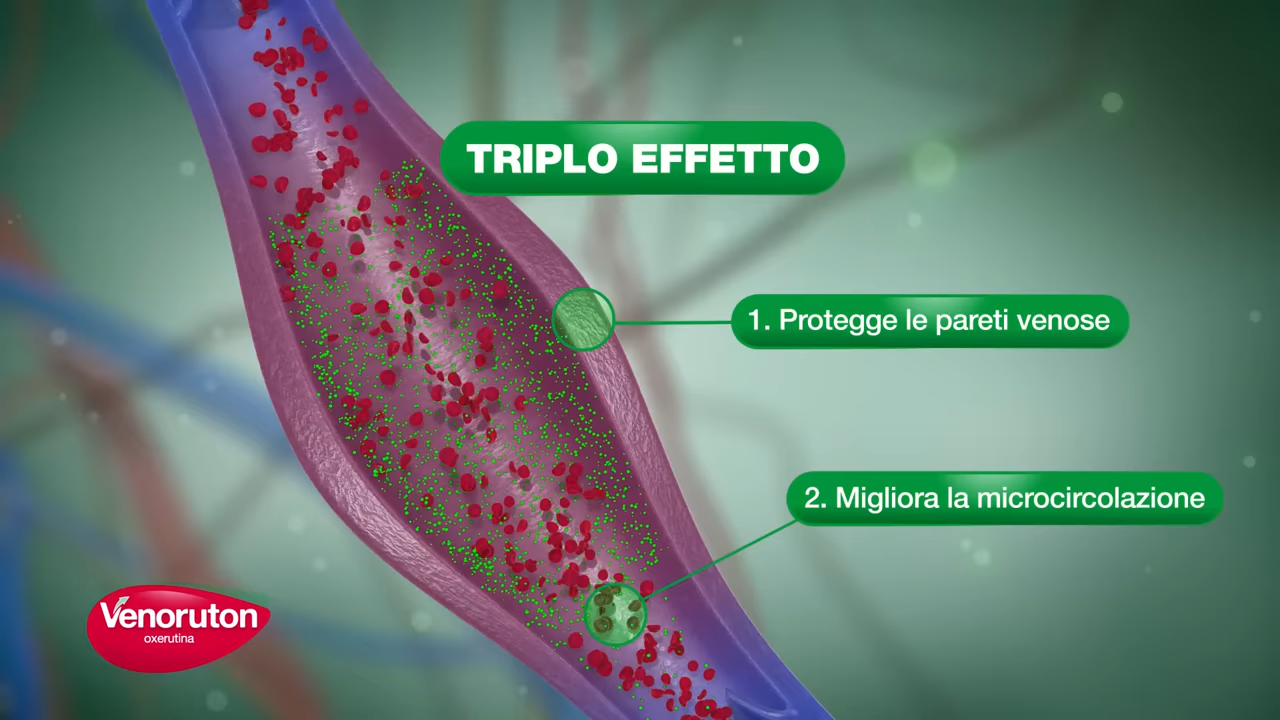 TRIPLO EFFETTO
1. Protegge le pareti venose
2. Migliora la microcircolazione
Venoruton
oxerutina